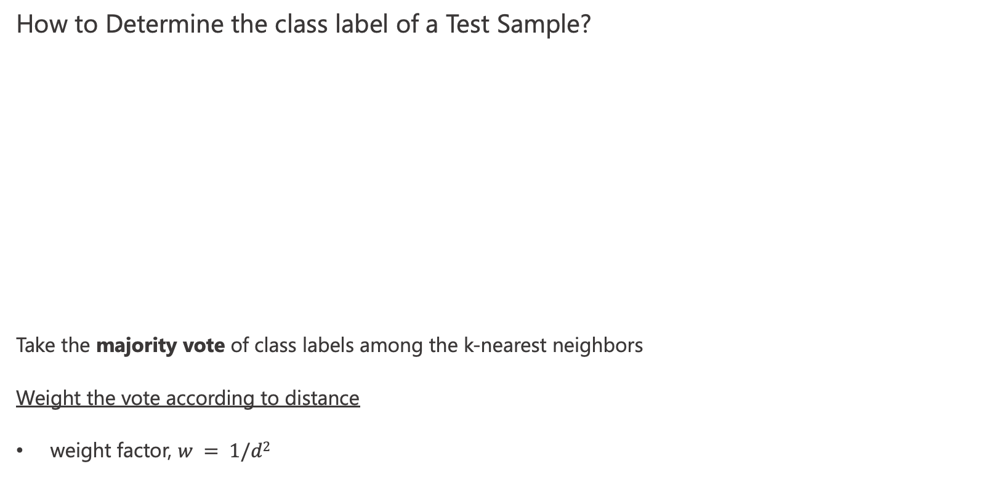 How to Determine the class label of a Test Sample?
Take the majority vote of class labels among the k-nearest neighbors
Weight the vote according to distance
• weight factor, w = 1/d²